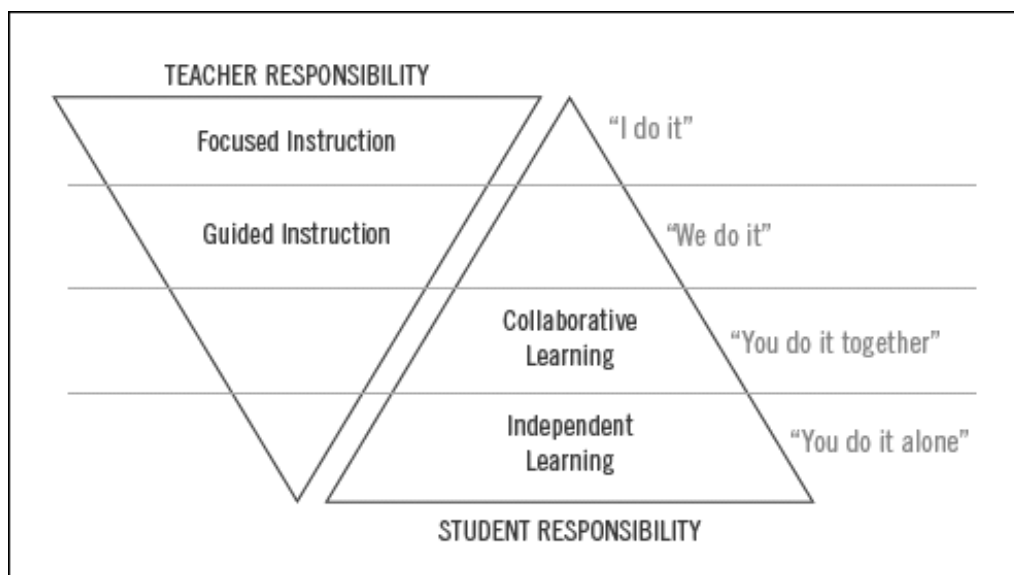 TEACHER RESPONSIBILITY
Focused Instruction
“I do it”
Guided Instruction
“We do it”
Collaborative
Learning
“You do it together”
Independent
Learning
“You do it alone”
STUDENT RESPONSIBILITY